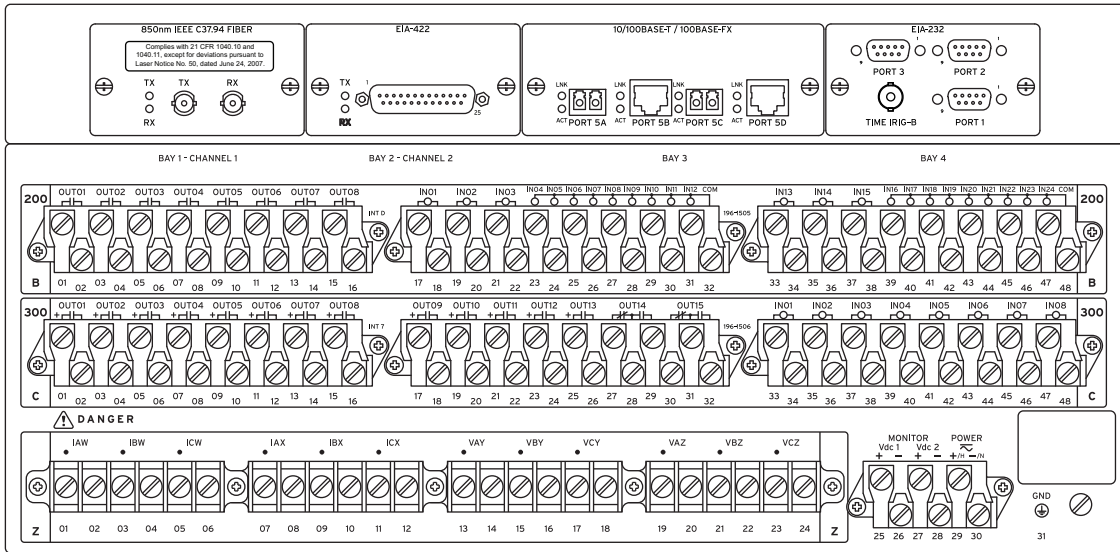 850nm IEEE C37.94 FIBER
Complies with 21 CFR 1040.10 and
1040.11, except for deviations pursuant to
Laser Notice No. 50, dated June 24, 2007.
TX TX RX
RX
EIA-422
TX 1
RX 25
10/100BASE-T / 100BASE-FX
LNK LNK LNK LNK
ACT PORT 5A ACT PORT 5B ACT PORT 5C ACT PORT 5D
EIA-232
1 1
9 PORT 3 9 PORT 2
1
9
TIME IRIG-B PORT 1
BAY 1 - CHANNEL 1 BAY 2 - CHANNEL 2 BAY 3 BAY 4
200 OUT01 OUT02 OUT03 OUT04 OUT05 OUT06 OUT07 OUT08 IN01 IN02 IN03 IN04 IN05 IN06 IN07 IN08 IN09 IN10 IN11 IN12 COM IN13 IN14 IN15 IN16 IN17 IN18 IN19 IN20 IN21 IN22 IN23 IN24 COM 200
INT D 196-1505
B 01 02 03 04 05 06 07 08 09 10 11 12 13 14 15 16 17 18 19 20 21 22 23 24 25 26 27 28 29 30 31 32 33 34 35 36 37 38 39 40 41 42 43 44 45 46 47 48 B
300 OUT01 OUT02 OUT03 OUT04 OUT05 OUT06 OUT07 OUT08 OUT09 OUT10 OUT11 OUT12 OUT13 OUT14 OUT15 IN01 IN02 IN03 IN04 IN05 IN06 IN07 IN08 300
+ + + + + + + + + + + + + + +
INT 7 196-1506
C 01 02 03 04 05 06 07 08 09 10 11 12 13 14 15 16 17 18 19 20 21 22 23 24 25 26 27 28 29 30 31 32 33 34 35 36 37 38 39 40 41 42 43 44 45 46 47 48 C
DANGER
IAW IBW ICW IAX IBX ICX VAY VBY VCY VAZ VBZ VCZ
Z 01 02 03 04 05 06 07 08 09 10 11 12 13 14 15 16 17 18 19 20 21 22 23 24 Z
MONITOR POWER
Vdc 1 Vdc 2
+ - + - +/H -/N
25 26 27 28 29 30
GND
31